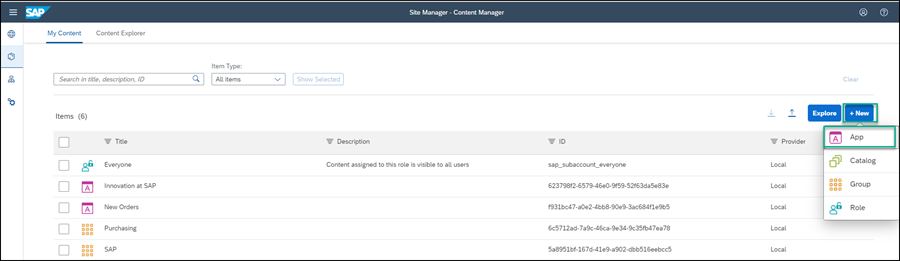 SAP
Site Manager - Content Manager
My Content Content Explorer
Item Type:
Search in title, description, ID
All items
Show Selected
Clear
Items (6)
Explore
+ New
Title Description ID Provider
App
Catalog
Group
Role
Everyone Content assigned to this role is visible to all users sap_subaccount_everyone Local
Innovation at SAP 623798f2-6579-46e0-9f59-52f63da5e83e Local
New Orders f931bc47-a0e2-4bb8-90e9-3ac684f1e9b5 Local
Purchasing 6c5712ad-7a9c-46ca-9e34-9c35fb47ea78 Local
SAP 5a8951bf-167d-41e9-a902-dbb516eebcc5 Local